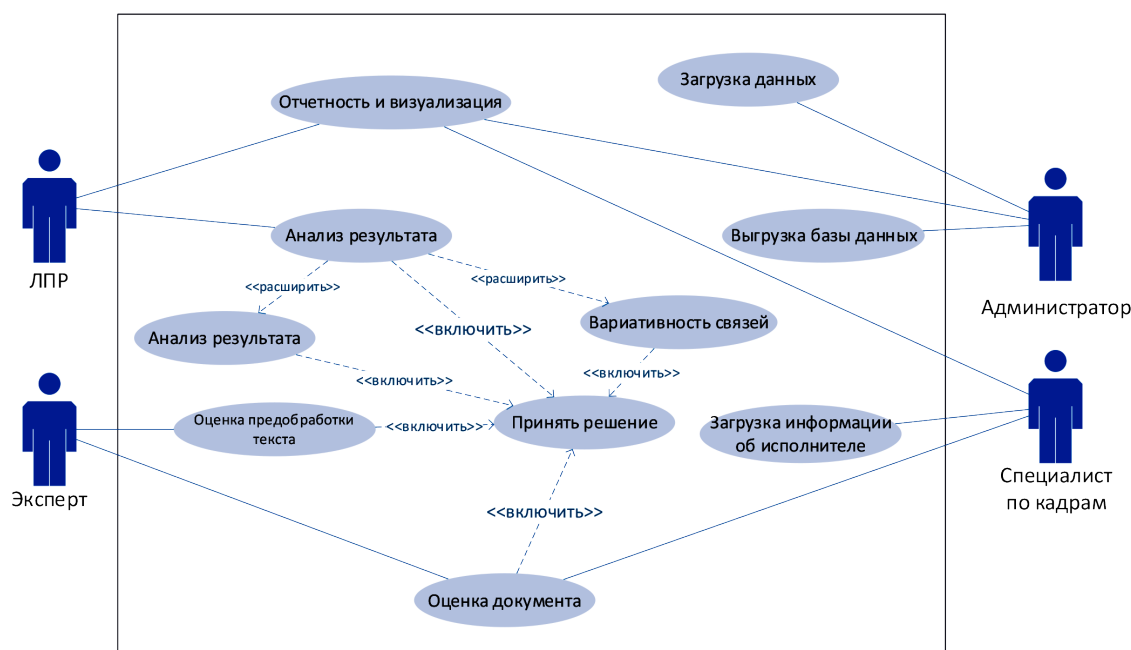 Загрузка данных
Отчетность и визуализация
Анализ результата
Выгрузка базы данных
ЛПР
<<расширить>>
<<расширить>>
Администратор
Вариативность связей
<<включить>>
Анализ результата
<<включить>>
<<включить>>
Оценка предобработки
текста
<<включить>>
Принять решение
Загрузка информации
об исполнителе
Эксперт
Специалист
по кадрам
<<включить>>
Оценка документа